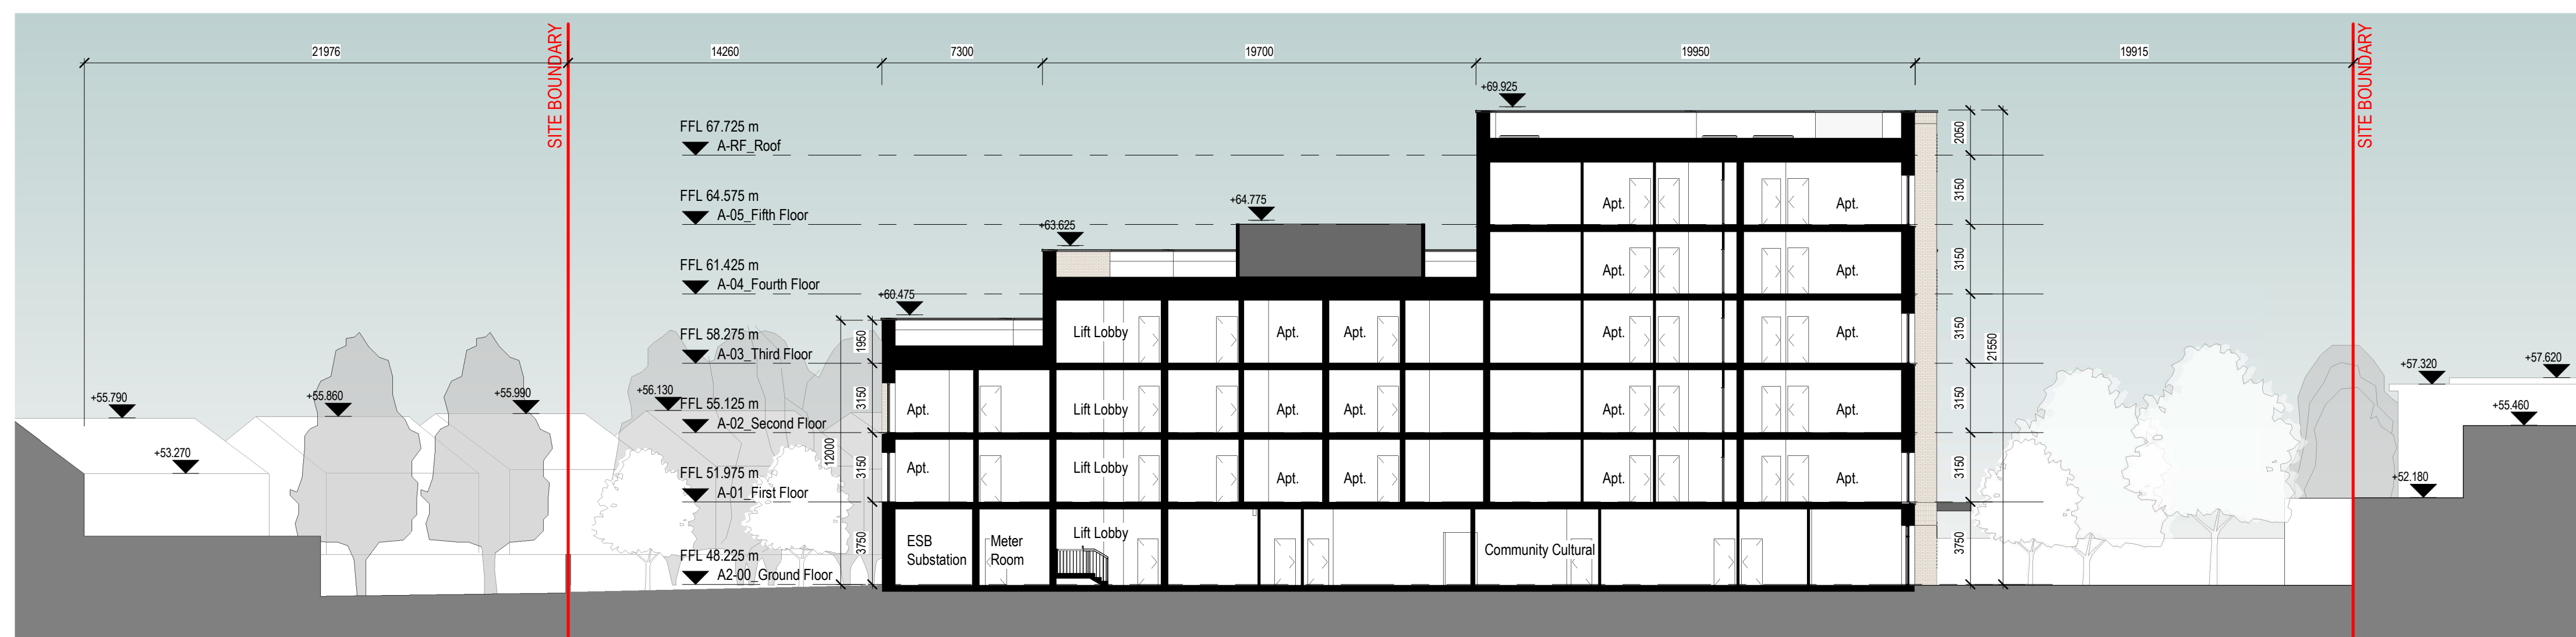 21976
14260
7300
19700
19950
19915
SITE BOUNDARY
SITE BOUNDARY
+69.925
FFL 67.725 m
A-RF_Roof
2050
FFL 64.575 m
A-05_Fifth Floor
+64.775
+63.625
Apt.
Apt.
3150
FFL 61.425 m
A-04_Fourth Floor
+60.475
Apt.
Apt.
3150
FFL 58.275 m
A-03_Third Floor
1950
Lift Lobby
Apt.
Apt.
Apt.
Apt.
3150
21550
+55.790
+55.860
+55.990
+56.130
FFL 55.125 m
A-02_Second Floor
3150
Apt.
Lift Lobby
Apt.
Apt.
Apt.
Apt.
3150
+57.320
+57.620
+55.460
+53.270
12000
FFL 51.975 m
A-01_First Floor
3150
Apt.
Lift Lobby
Apt.
Apt.
Apt.
Apt.
3150
+52.180
FFL 48.225 m
A2-00_Ground Floor
3750
ESB
Substation
Meter
Room
Lift Lobby
Community Cultural
3750